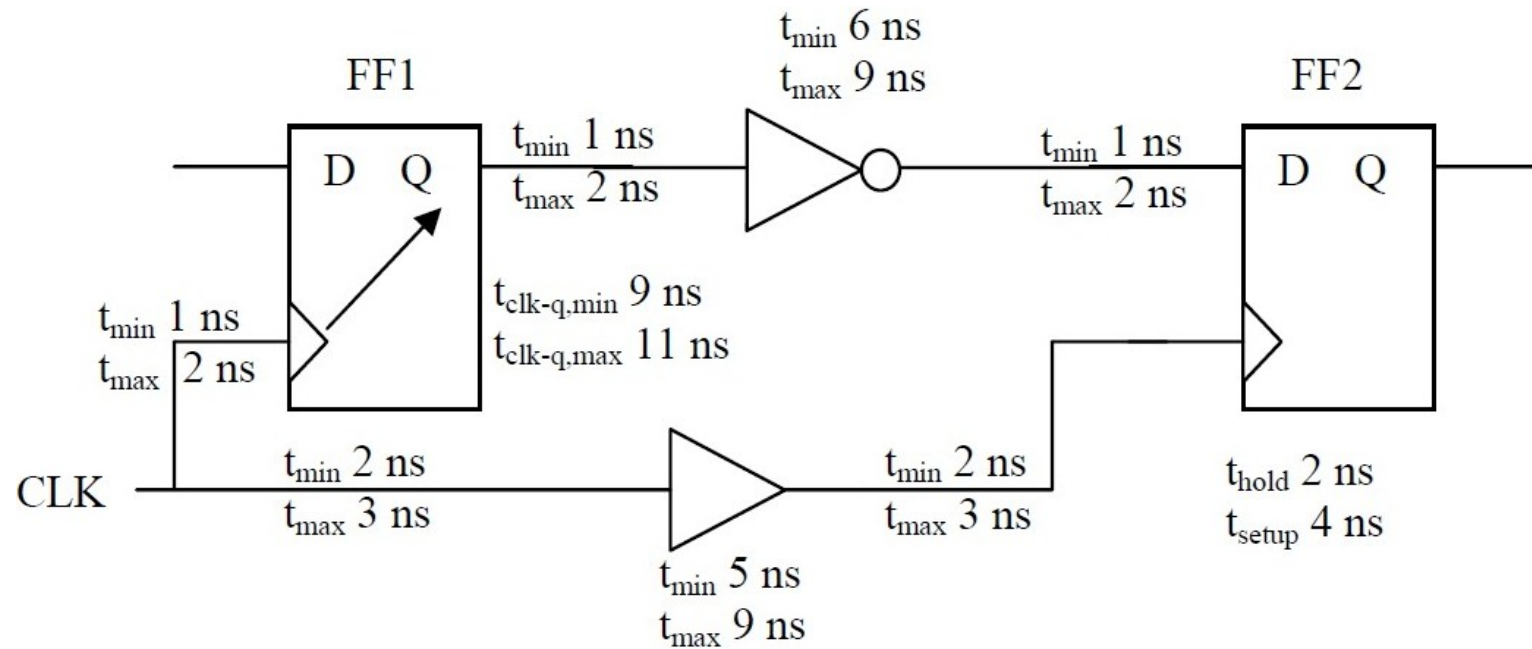 t_min 6 ns
t_max 9 ns
FF1
FF2
t_min 1 ns
t_max 2 ns
t_min 1 ns
t_max 2 ns
D Q
D Q
t_clk-q,min 9 ns
t_clk-q,max 11 ns
t_min 1 ns
t_max 2 ns
CLK
t_min 2 ns
t_max 3 ns
t_min 2 ns
t_max 3 ns
t_hold 2 ns
t_setup 4 ns
t_min 5 ns
t_max 9 ns